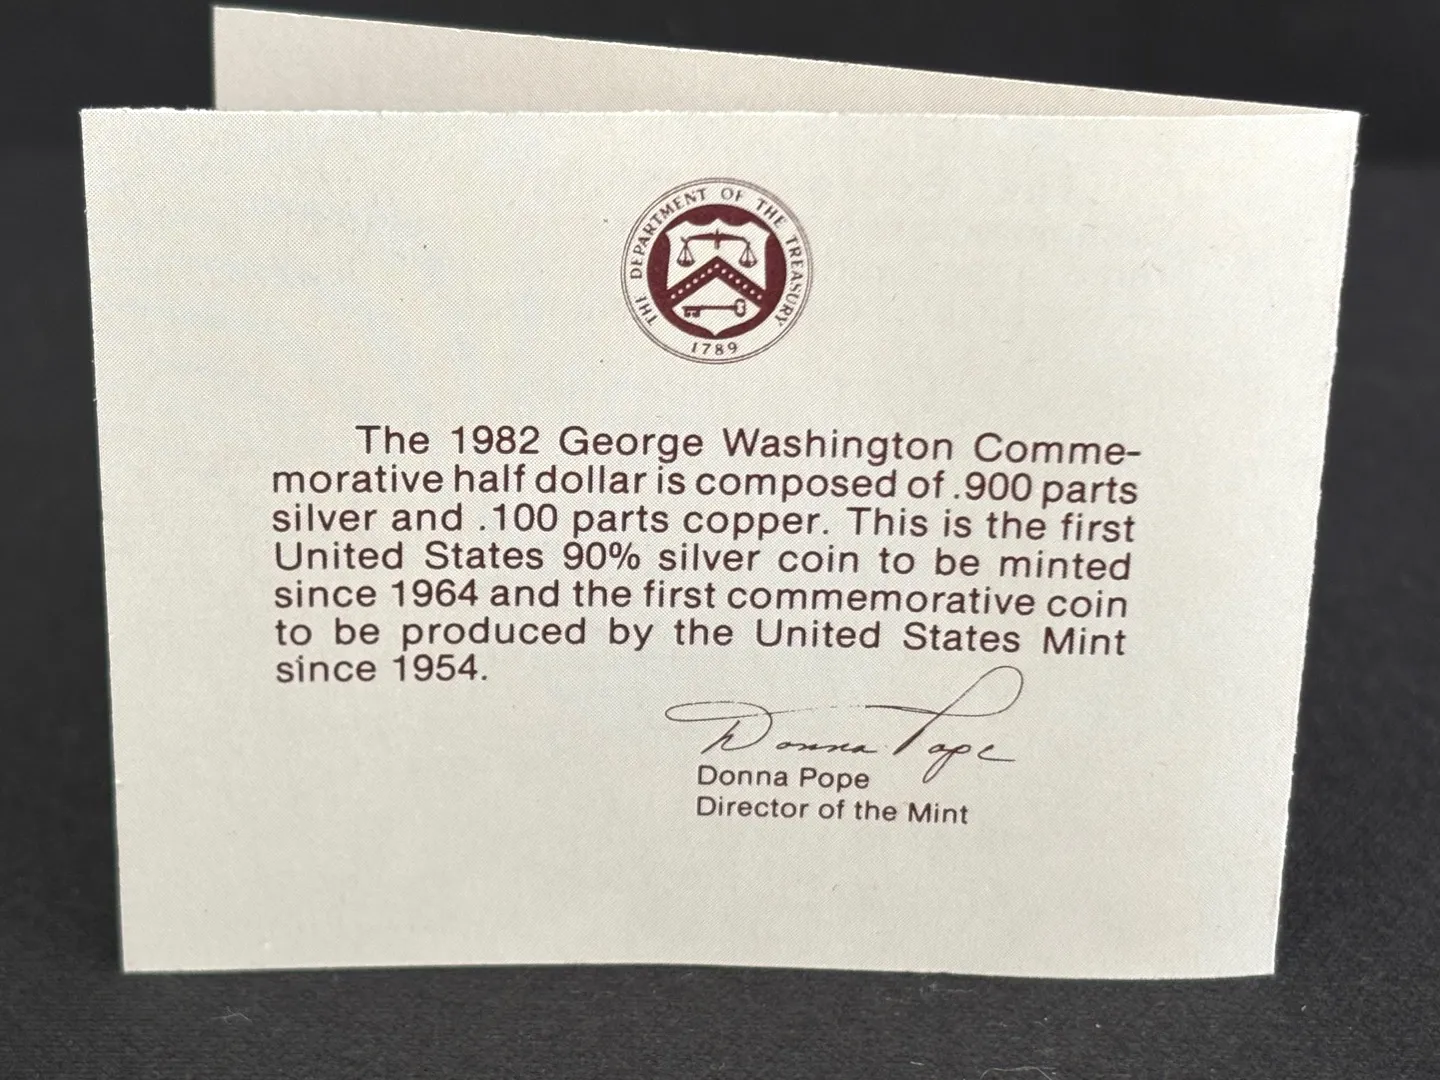 THE DEPARTMENT OF THE TREASURY
1789
The 1982 George Washington Comme-
morative half dollar is composed of .900 parts
silver and .100 parts copper. This is the first
United States 90% silver coin to be minted
since 1964 and the first commemorative coin
to be produced by the United States Mint
since 1954.
Donna Pope
Donna Pope
Director of the Mint